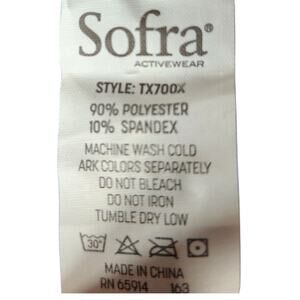 Sofra®
ACTIVEWEAR
STYLE: TX700X
90% POLYESTER
10% SPANDEX
MACHINE WASH COLD
ARK COLORS SEPARATELY
DO NOT BLEACH
DO NOT IRON
TUMBLE DRY LOW
30°
MADE IN CHINA
RN 65914 163